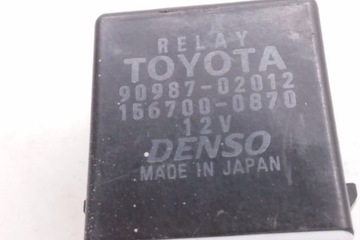 RELAY
TOYOTA
90987-02012
156700-0870
12V
DENSO
MADE IN JAPAN